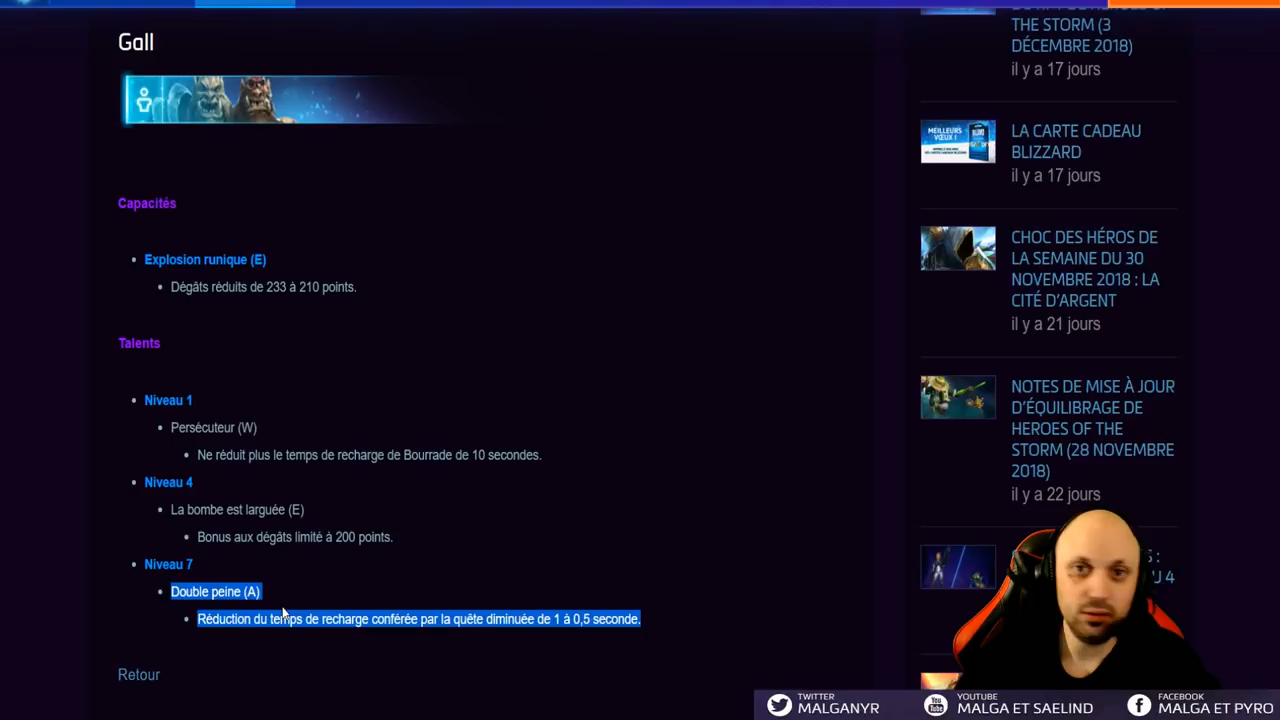 Gall
Capacités
Explosion runique (E)
Dégâts réduits de 233 à 210 points.
Talents
Niveau 1
Persécuteur (W)
Ne réduit plus le temps de recharge de Bourrade de 10 secondes.
Niveau 4
La bombe est larguée (E)
Bonus aux dégâts limité à 200 points.
Niveau 7
Double peine (A)
Réduction du temps de recharge conférée par la quête diminuée de 1 à 0,5 seconde.
Retour
THE STORM (3
DÉCEMBRE 2018)
il y a 17 jours
MEILLEURS
VŒUX !
LA CARTE CADEAU
BLIZZARD
il y a 17 jours
CHOC DES HÉROS DE
LA SEMAINE DU 30
NOVEMBRE 2018 : LA
CITÉ D'ARGENT
il y a 21 jours
NOTES DE MISE À JOUR
D'ÉQUILIBRAGE DE
HEROES OF THE
STORM (28 NOVEMBRE
2018)
il y a 22 jours
TWITTER
MALGANYR
YOUTUBE
MALGA ET SAELIND
FACEBOOK
MALGA ET PYRO